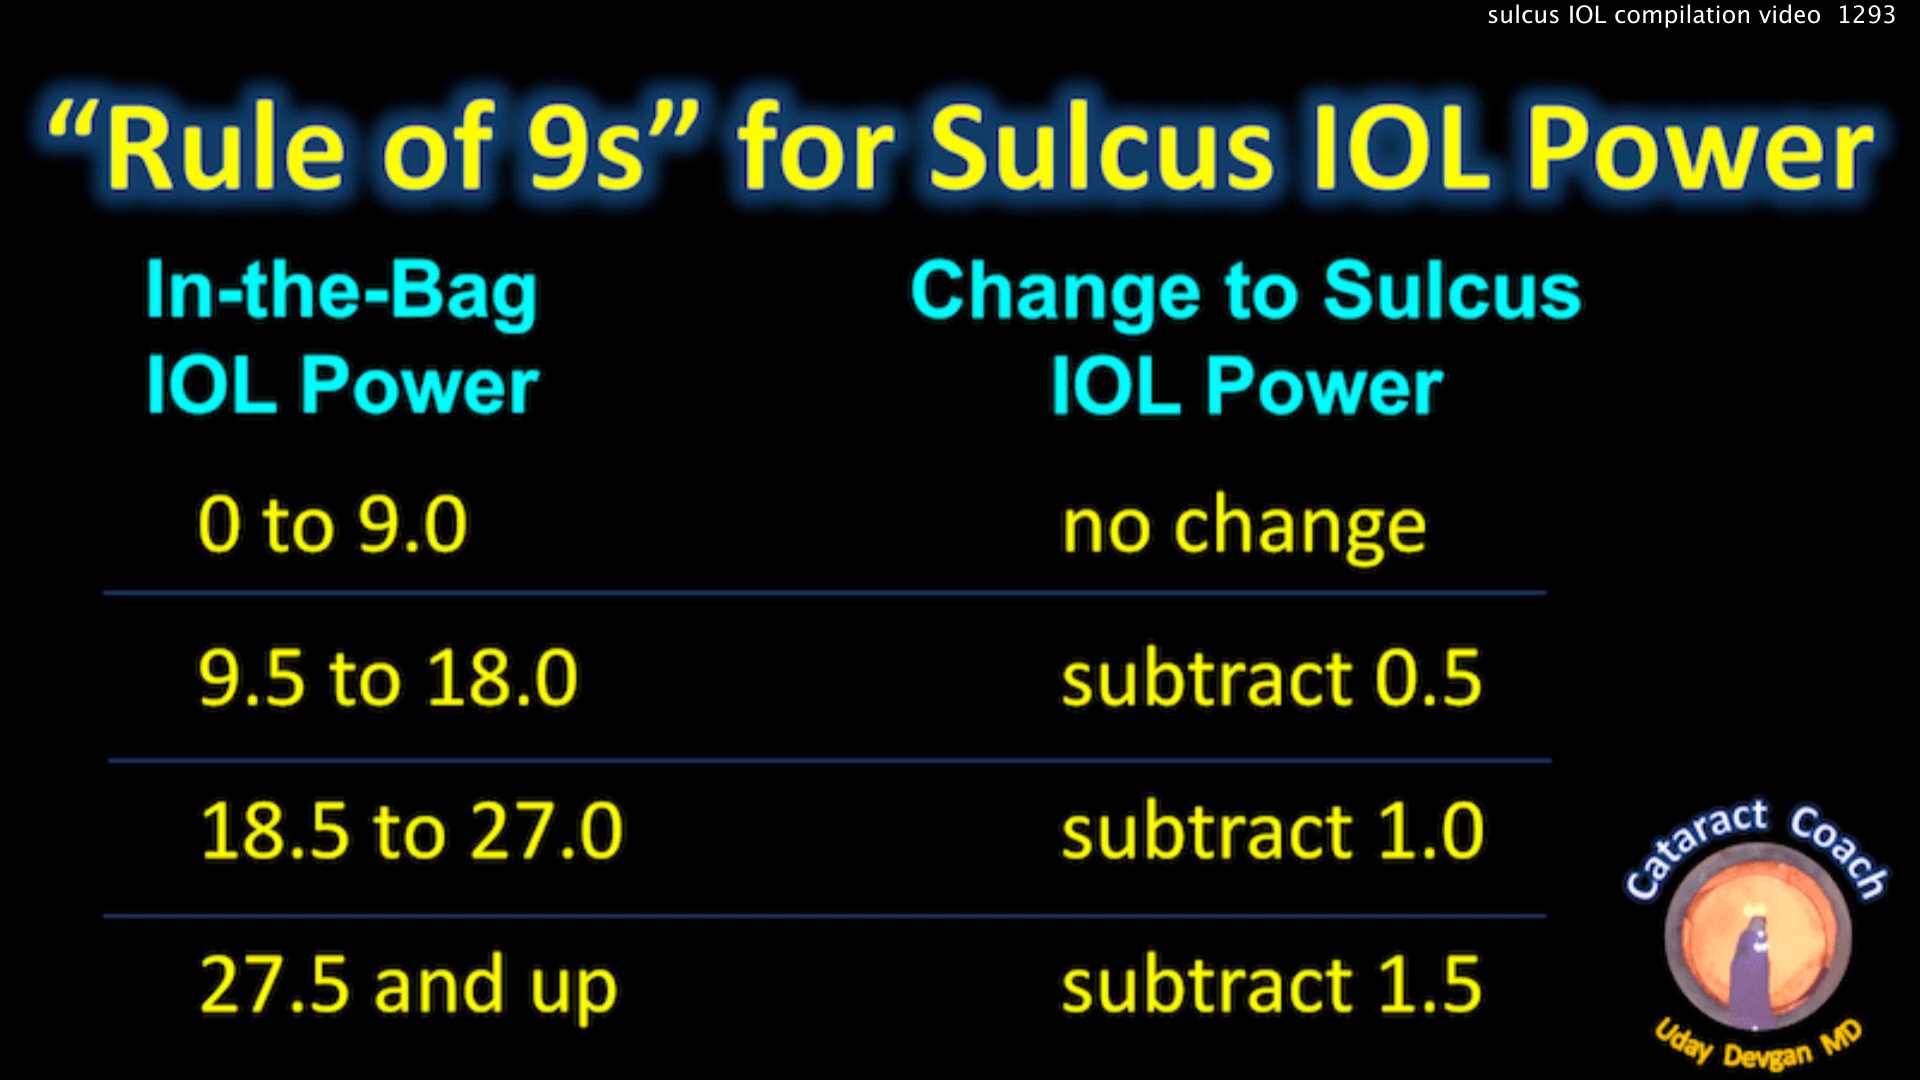 sulcus IOL compilation video 1293
“Rule of 9s” for Sulcus IOL Power
In-the-Bag
IOL Power
Change to Sulcus
IOL Power
0 to 9.0
no change
9.5 to 18.0
subtract 0.5
18.5 to 27.0
subtract 1.0
27.5 and up
subtract 1.5
Cataract Coach
Uday Devgan MD